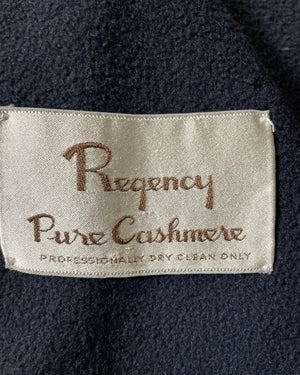 Regency
Pure Cashmere
PROFESSIONALLY DRY CLEAN ONLY